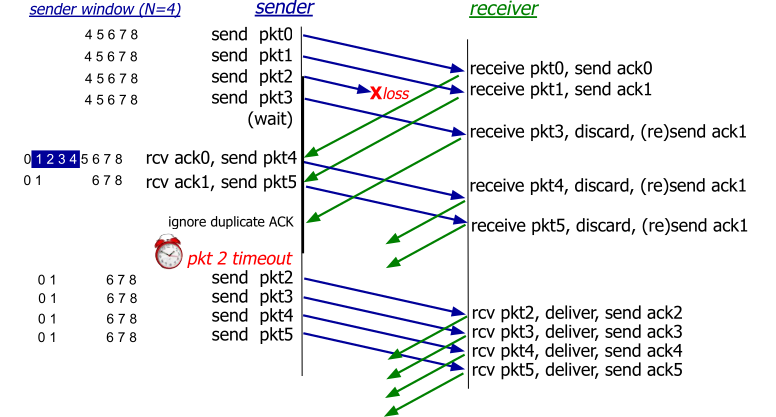 sender window (N=4) sender receiver
4 5 6 7 8 send pkt0
4 5 6 7 8 send pkt1
4 5 6 7 8 send pkt2
4 5 6 7 8 send pkt3
(wait)
X loss
receive pkt0, send ack0
receive pkt1, send ack1
receive pkt3, discard, (re)send ack1
0 1 2 3 4 5 6 7 8 rcv ack0, send pkt4
0 1 6 7 8 rcv ack1, send pkt5
receive pkt4, discard, (re)send ack1
ignore duplicate ACK
receive pkt5, discard, (re)send ack1
pkt 2 timeout
0 1 6 7 8 send pkt2
0 1 6 7 8 send pkt3
0 1 6 7 8 send pkt4
0 1 6 7 8 send pkt5
rcv pkt2, deliver, send ack2
rcv pkt3, deliver, send ack3
rcv pkt4, deliver, send ack4
rcv pkt5, deliver, send ack5